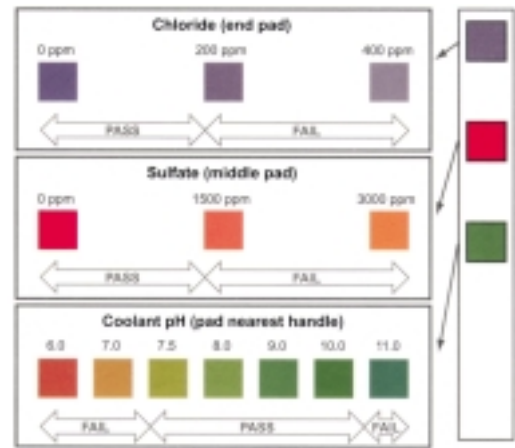 Chloride (end pad)
0 ppm 200 ppm 400 ppm
PASS FAIL
Sulfate (middle pad)
0 ppm 1500 ppm 3000 ppm
PASS FAIL
Coolant pH (pad nearest handle)
6.0 7.0 7.5 8.0 9.0 10.0 11.0
FAIL PASS FAIL